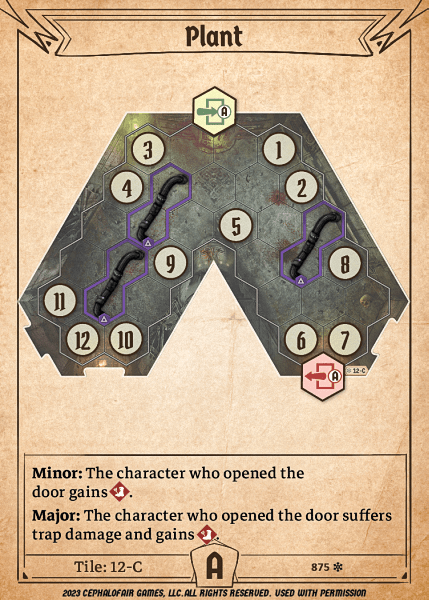 Plant
A
3
1
4
2
5
9
8
11
12
10
6
7
A
12-C
Minor: The character who opened the
door gains .
Major: The character who opened the door suffers
trap damage and gains .
Tile: 12-C
A
875
2023 CEPHALOFAIR GAMES, LLC. ALL RIGHTS RESERVED. USED WITH PERMISSION